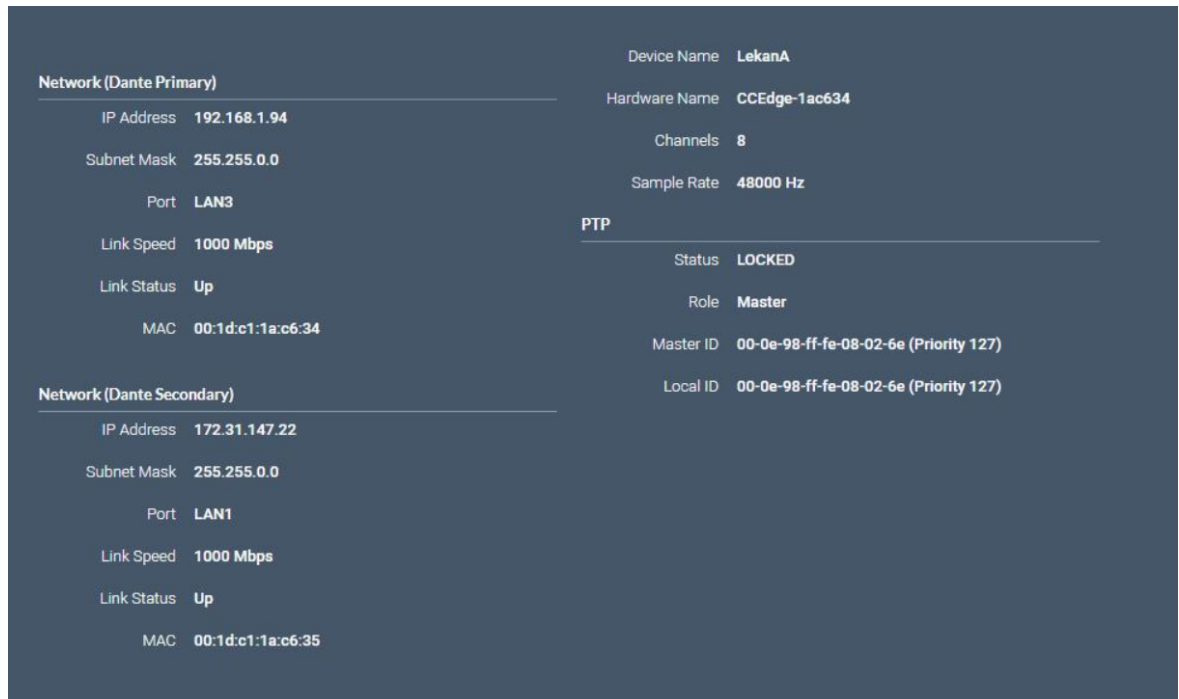 Network (Dante Primary)
IP Address 192.168.1.94
Subnet Mask 255.255.0.0
Port LAN3
Link Speed 1000 Mbps
Link Status Up
MAC 00:1d:c1:1a:c6:34
Network (Dante Secondary)
IP Address 172.31.147.22
Subnet Mask 255.255.0.0
Port LAN1
Link Speed 1000 Mbps
Link Status Up
MAC 00:1d:c1:1a:c6:35
Device Name LekanA
Hardware Name CCEdge-1ac634
Channels 8
Sample Rate 48000 Hz
PTP
Status LOCKED
Role Master
Master ID 00-0e-98-ff-fe-08-02-6e (Priority 127)
Local ID 00-0e-98-ff-fe-08-02-6e (Priority 127)